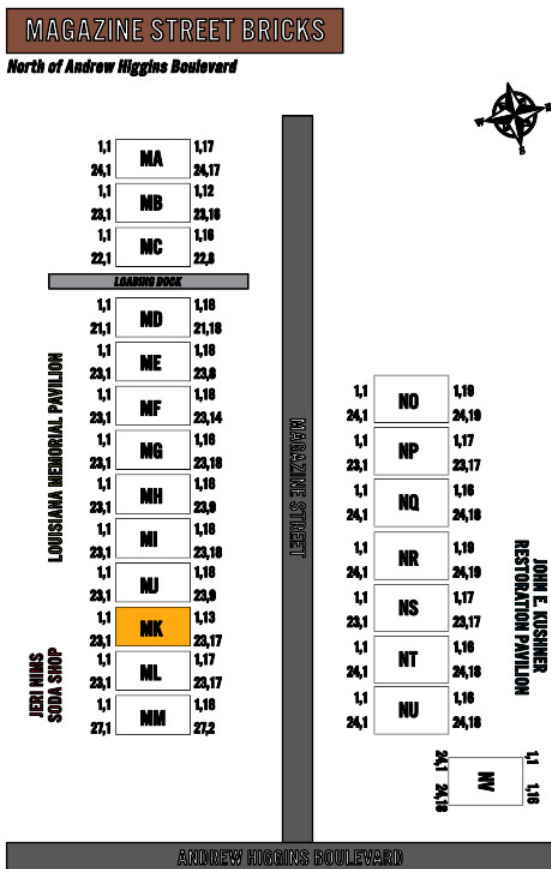 MAGAZINE STREET BRICKS
North of Andrew Higgins Boulevard
N
W
E
S
1,1 MA 1,17
24,1 24,17
1,1 MB 1,12
23,1 23,16
1,1 MC 1,16
22,1 22,8
LOADING DOCK
1,1 MD 1,18
21,1 21,18
1,1 ME 1,18
23,1 23,8
1,1 MF 1,18
23,1 23,14
1,1 MG 1,16
23,1 23,18
1,1 MH 1,18
23,1 23,9
1,1 MI 1,18
23,1 23,18
1,1 MJ 1,18
23,1 23,9
1,1 MK 1,13
23,1 23,17
1,1 ML 1,17
23,1 23,17
1,1 MM 1,18
27,1 27,2
LOUISIANA MEMORIAL PAVILION
JERI NIMS
SODA SHOP
MAGAZINE STREET
1,1 NO 1,19
24,1 24,19
1,1 NP 1,17
23,1 23,17
1,1 NQ 1,16
24,1 24,18
1,1 NR 1,19
24,1 24,19
1,1 NS 1,17
23,1 23,17
1,1 NT 1,16
24,1 24,18
1,1 NU 1,16
24,1 24,18
24,1 NV 1,1
24,18 1,16
JOHN E. KUSHNER
RESTORATION PAVILION
ANDREW HIGGINS BOULEVARD